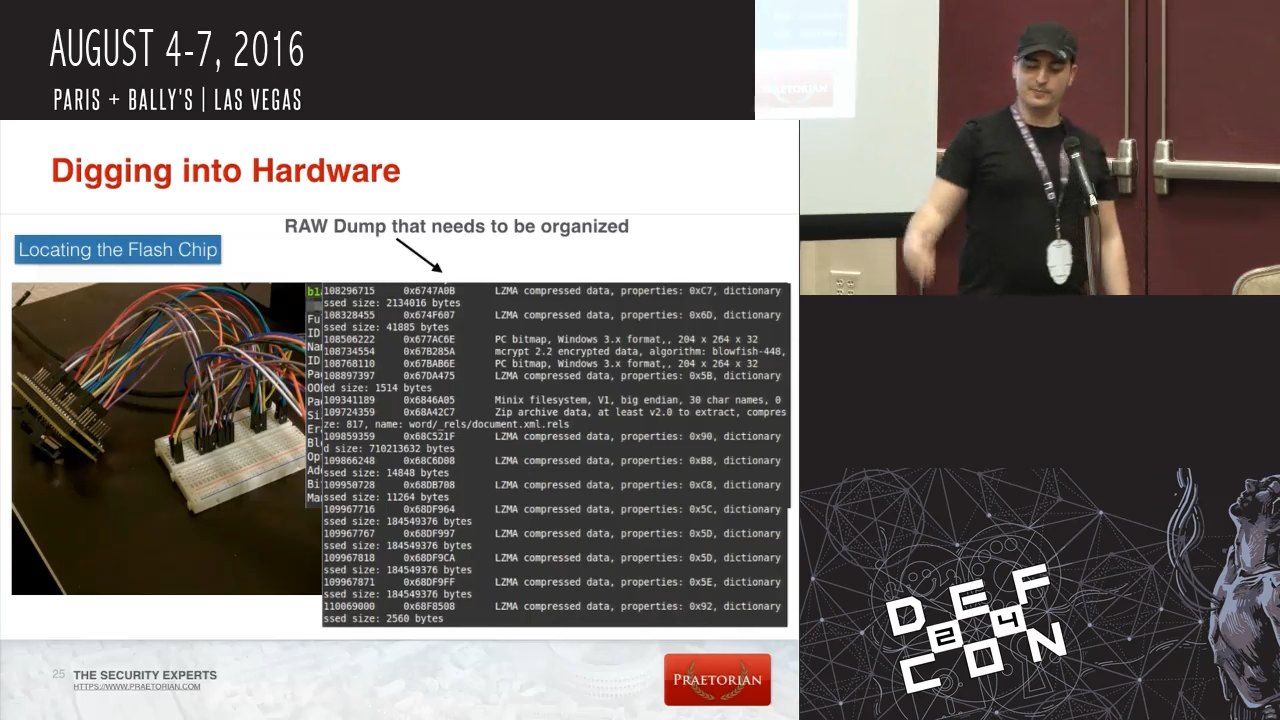 AUGUST 4-7, 2016
PARIS + BALLY'S | LAS VEGAS
Digging into Hardware
RAW Dump that needs to be organized
Locating the Flash Chip
108296715 0x6747A0B LZMA compressed data, properties: 0xC7, dictionary
ssed size: 2134016 bytes
108328455 0x674F607 LZMA compressed data, properties: 0x6D, dictionary
ssed size: 41885 bytes
108506222 0x677AC6E PC bitmap, Windows 3.x format,, 204 x 264 x 32
108734554 0x67B285A mcrypt 2.2 encrypted data, algorithm: blowfish-448,
108768110 0x67BAB6E PC bitmap, Windows 3.x format,, 204 x 264 x 32
108897397 0x67DA475 LZMA compressed data, properties: 0x5B, dictionary
ed size: 1514 bytes
109341189 0x6846A05 Minix filesystem, V1, big endian, 30 char names, 0
109724359 0x68A42C7 Zip archive data, at least v2.0 to extract, compres
ze: 817, name: word/_rels/document.xml.rels
109859359 0x68C521F LZMA compressed data, properties: 0x90, dictionary
d size: 710213632 bytes
109866248 0x68C6D08 LZMA compressed data, properties: 0xB8, dictionary
ssed size: 14848 bytes
109950728 0x68DB708 LZMA compressed data, properties: 0xC8, dictionary
ssed size: 11264 bytes
109967716 0x68DF964 LZMA compressed data, properties: 0x5C, dictionary
ssed size: 184549376 bytes
109967767 0x68DF997 LZMA compressed data, properties: 0x5D, dictionary
ssed size: 184549376 bytes
109967818 0x68DF9CA LZMA compressed data, properties: 0x5D, dictionary
ssed size: 184549376 bytes
109967871 0x68DF9FF LZMA compressed data, properties: 0x5E, dictionary
ssed size: 184549376 bytes
110069000 0x68F8508 LZMA compressed data, properties: 0x92, dictionary
ssed size: 2560 bytes
25 THE SECURITY EXPERTS
HTTPS://WWW.PRAETORIAN.COM
PRAETORIAN
DEF
24
CON